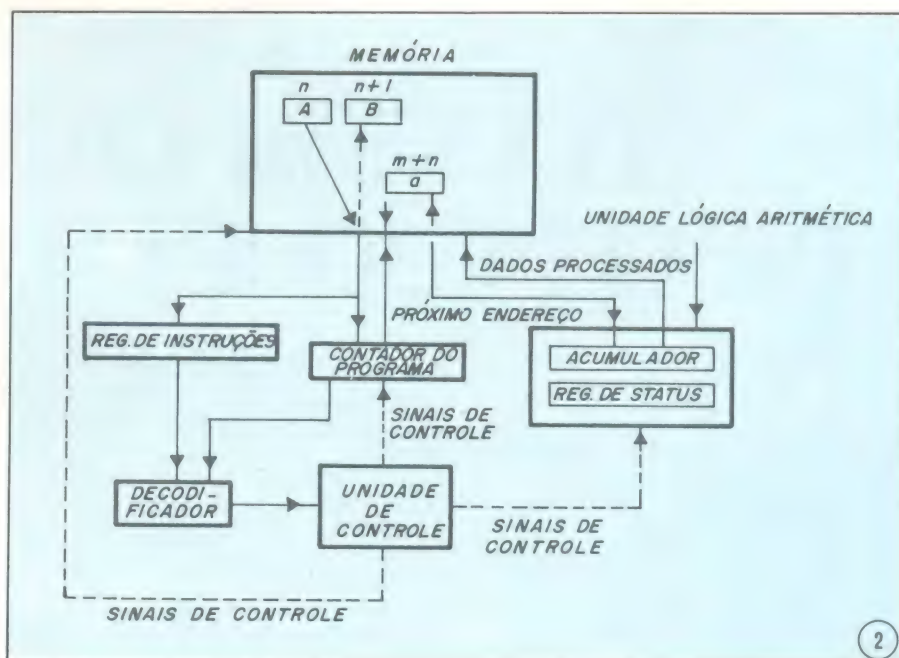 MEMÓRIA
n
n+1
A
B
m+n
a
UNIDADE LÓGICA ARITMÉTICA
DADOS PROCESSADOS
PRÓXIMO ENDEREÇO
REG. DE INSTRUÇÕES
CONTADOR DO
PROGRAMA
ACUMULADOR
REG. DE STATUS
SINAIS DE
CONTROLE
DECODI-
FICADOR
UNIDADE
DE
CONTROLE
SINAIS DE
CONTROLE
SINAIS DE CONTROLE
2